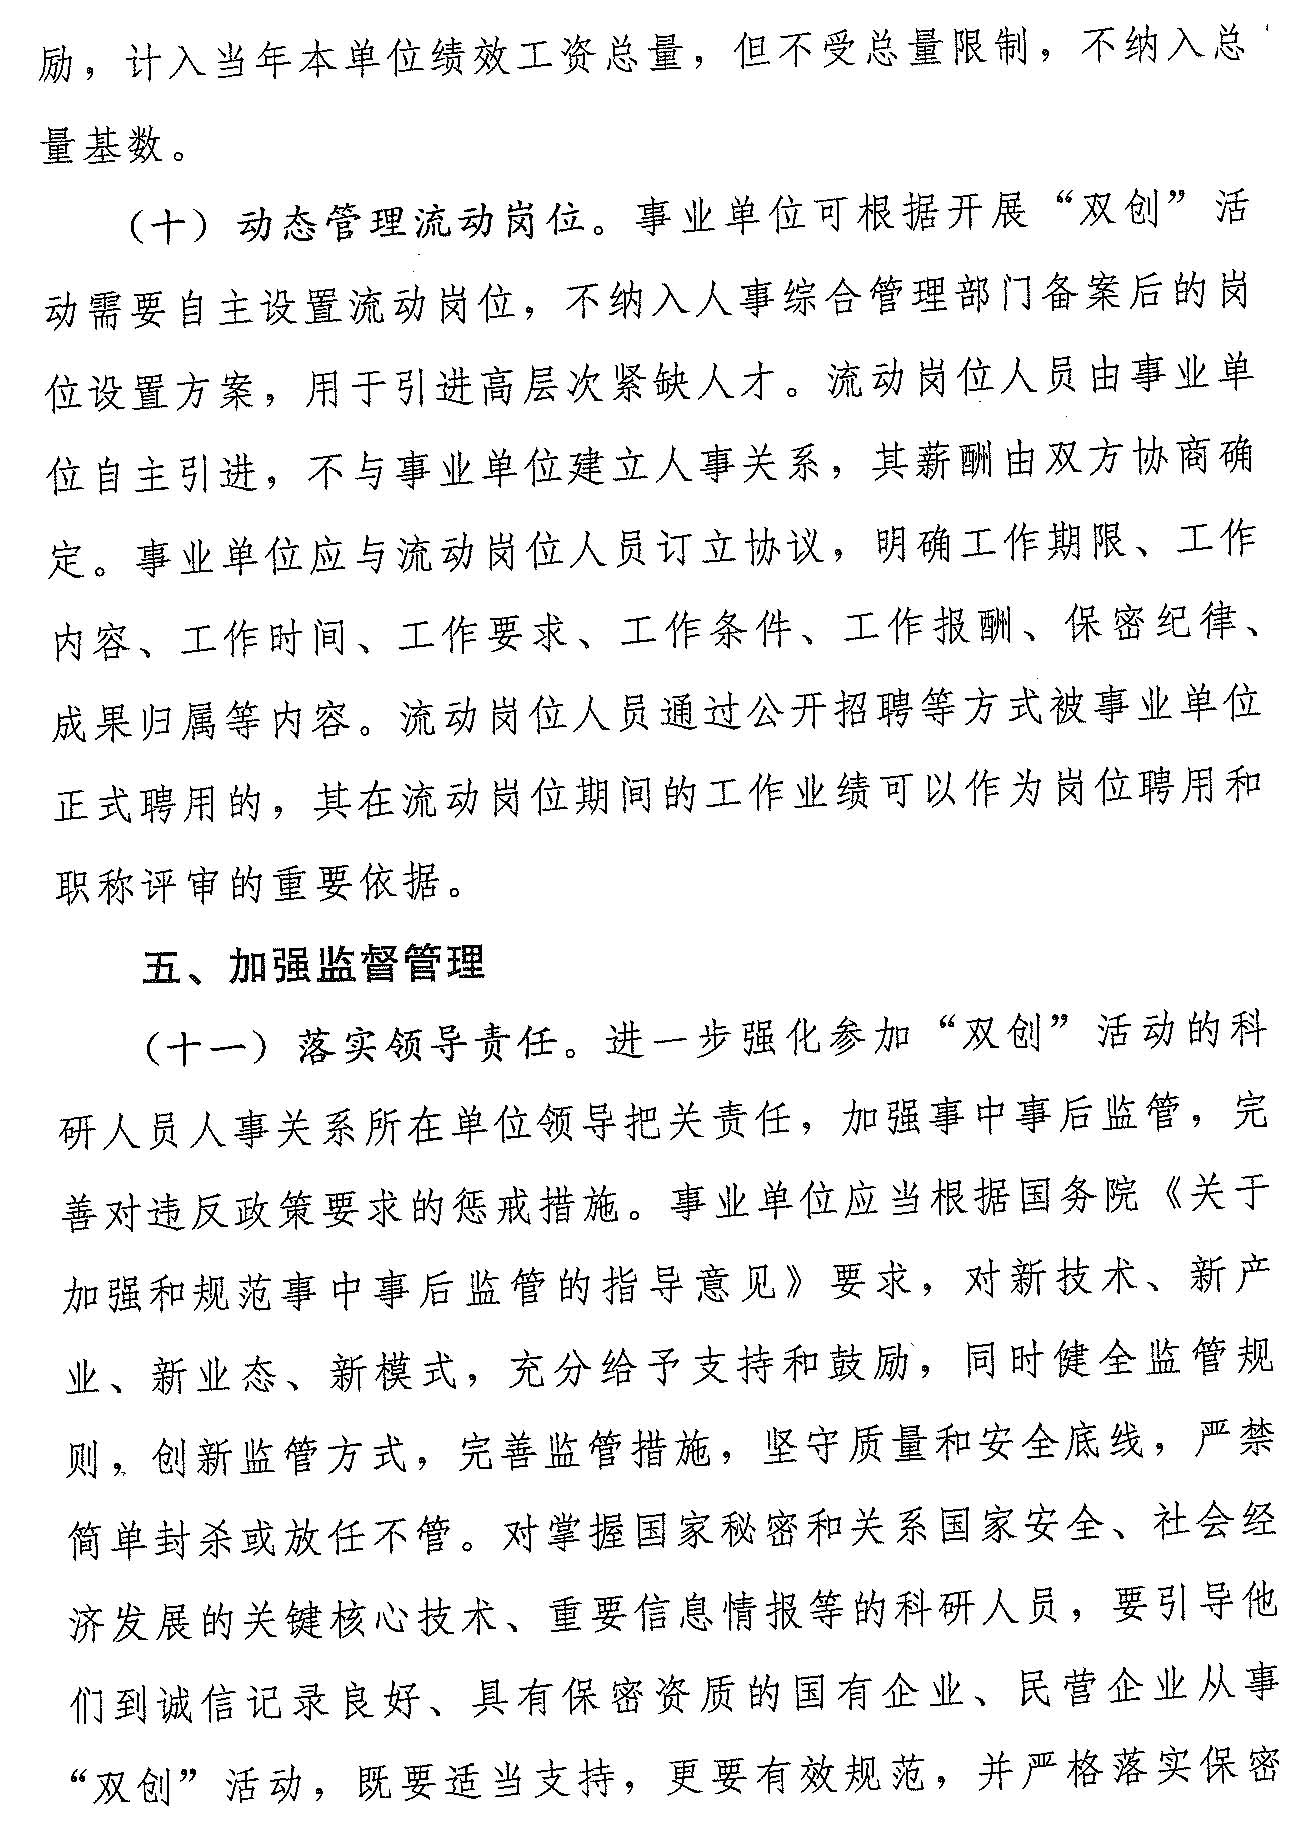 励，计入当年本单位绩效工资总量，但不受总量限制，不纳入总
量基数。
（十）动态管理流动岗位。事业单位可根据开展“双创”活
动需要自主设置流动岗位，不纳入人事综合管理部门备案后的岗
位设置方案，用于引进高层次紧缺人才。流动岗位人员由事业单
位自主引进，不与事业单位建立人事关系，其薪酬由双方协商确
定。事业单位应与流动岗位人员订立协议，明确工作期限、工作
内容、工作时间、工作要求、工作条件、工作报酬、保密纪律、
成果归属等内容。流动岗位人员通过公开招聘等方式被事业单位
正式聘用的，其在流动岗位期间的工作业绩可以作为岗位聘用和
职称评审的重要依据。
五、加强监督管理
（十一）落实领导责任。进一步强化参加“双创”活动的科
研人员人事关系所在单位领导把关责任，加强事中事后监管，完
善对违反政策要求的惩戒措施。事业单位应当根据国务院《关于
加强和规范事中事后监管的指导意见》要求，对新技术、新产
业、新业态、新模式，充分给予支持和鼓励，同时健全监管规
则，创新监管方式，完善监管措施，坚守质量和安全底线，严禁
简单封杀或放任不管。对掌握国家秘密和关系国家安全、社会经
济发展的关键核心技术、重要信息情报等的科研人员，要引导他
们到诚信记录良好、具有保密资质的国有企业、民营企业从事
“双创”活动，既要适当支持，更要有效规范，并严格落实保密